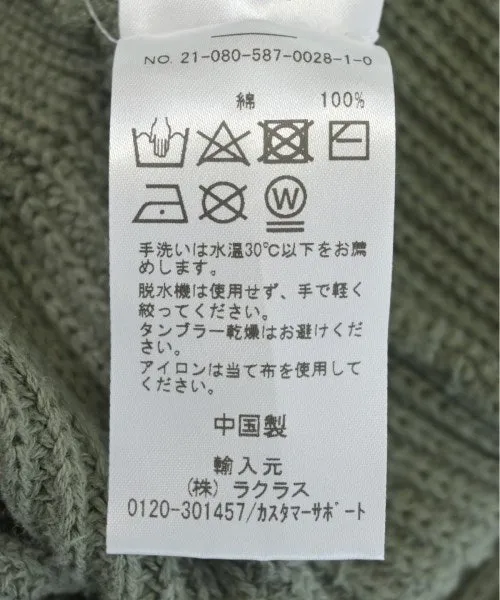 NO. 21-080-587-0028-1-0
綿 100%
W
手洗いは水温30℃以下をお薦
めします。
脱水機は使用せず、手で軽く
絞ってください。
タンブラー乾燥はお避けくだ
さい。
アイロンは当て布を使用して
ください。
中国製
輸入元
(株) ラクラス
0120-301457/カスタマーサポート